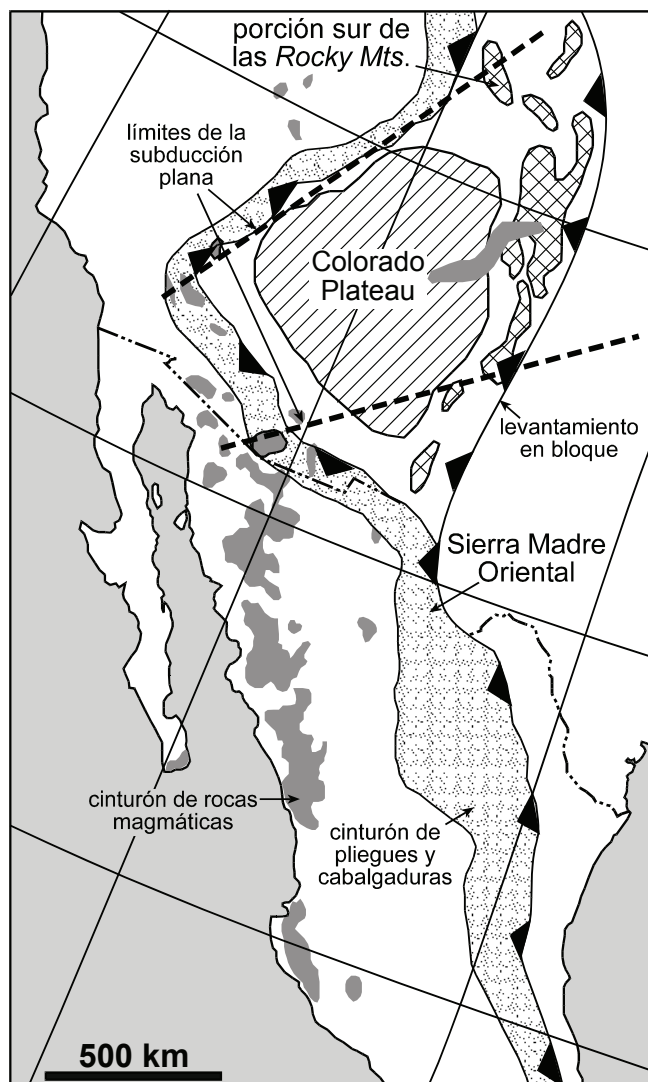 porción sur de
las Rocky Mts.
límites de la
subducción
plana
Colorado
Plateau
levantamiento
en bloque
Sierra Madre
Oriental
cinturón de rocas
magmáticas
cinturón de
pliegues y
cabalgaduras
500 km